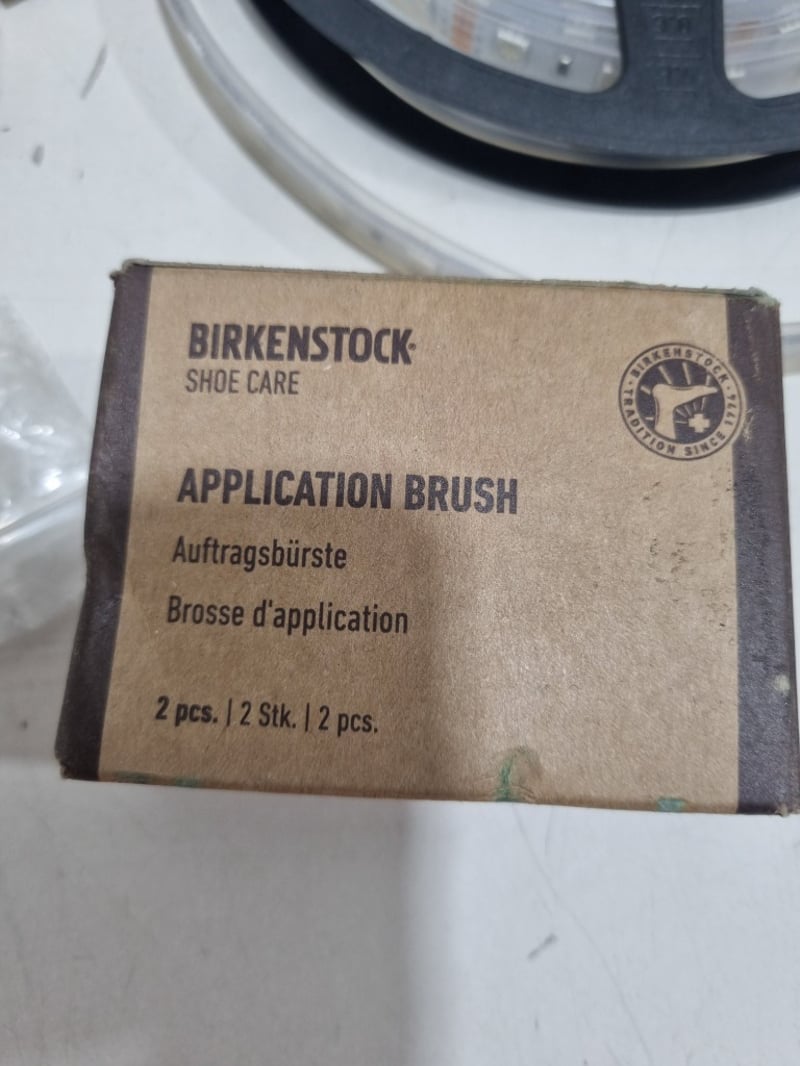 BIRKENSTOCK®
SHOE CARE
BIRKENSTOCK · TRADITION SINCE 1774 ·
APPLICATION BRUSH
Auftragsbürste
Brosse d'application
2 pcs. | 2 Stk. | 2 pcs.